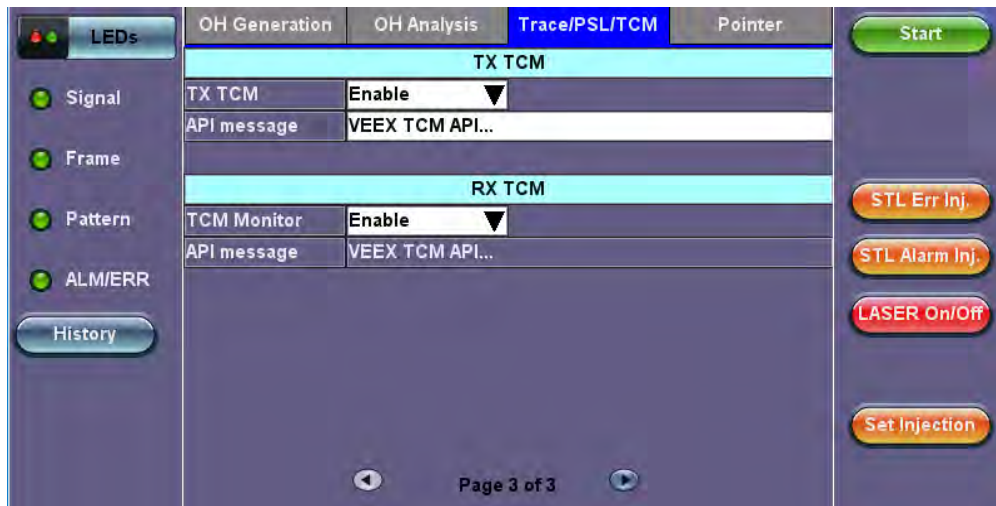 LEDs
OH Generation
OH Analysis
Trace/PSL/TCM
Pointer
Start
TX TCM
Signal
TX TCM
Enable
API message
VEEX TCM API...
Frame
RX TCM
STL Err Inj.
Pattern
TCM Monitor
Enable
API message
VEEX TCM API...
STL Alarm Inj.
ALM/ERR
LASER On/Off
History
Set Injection
Page 3 of 3